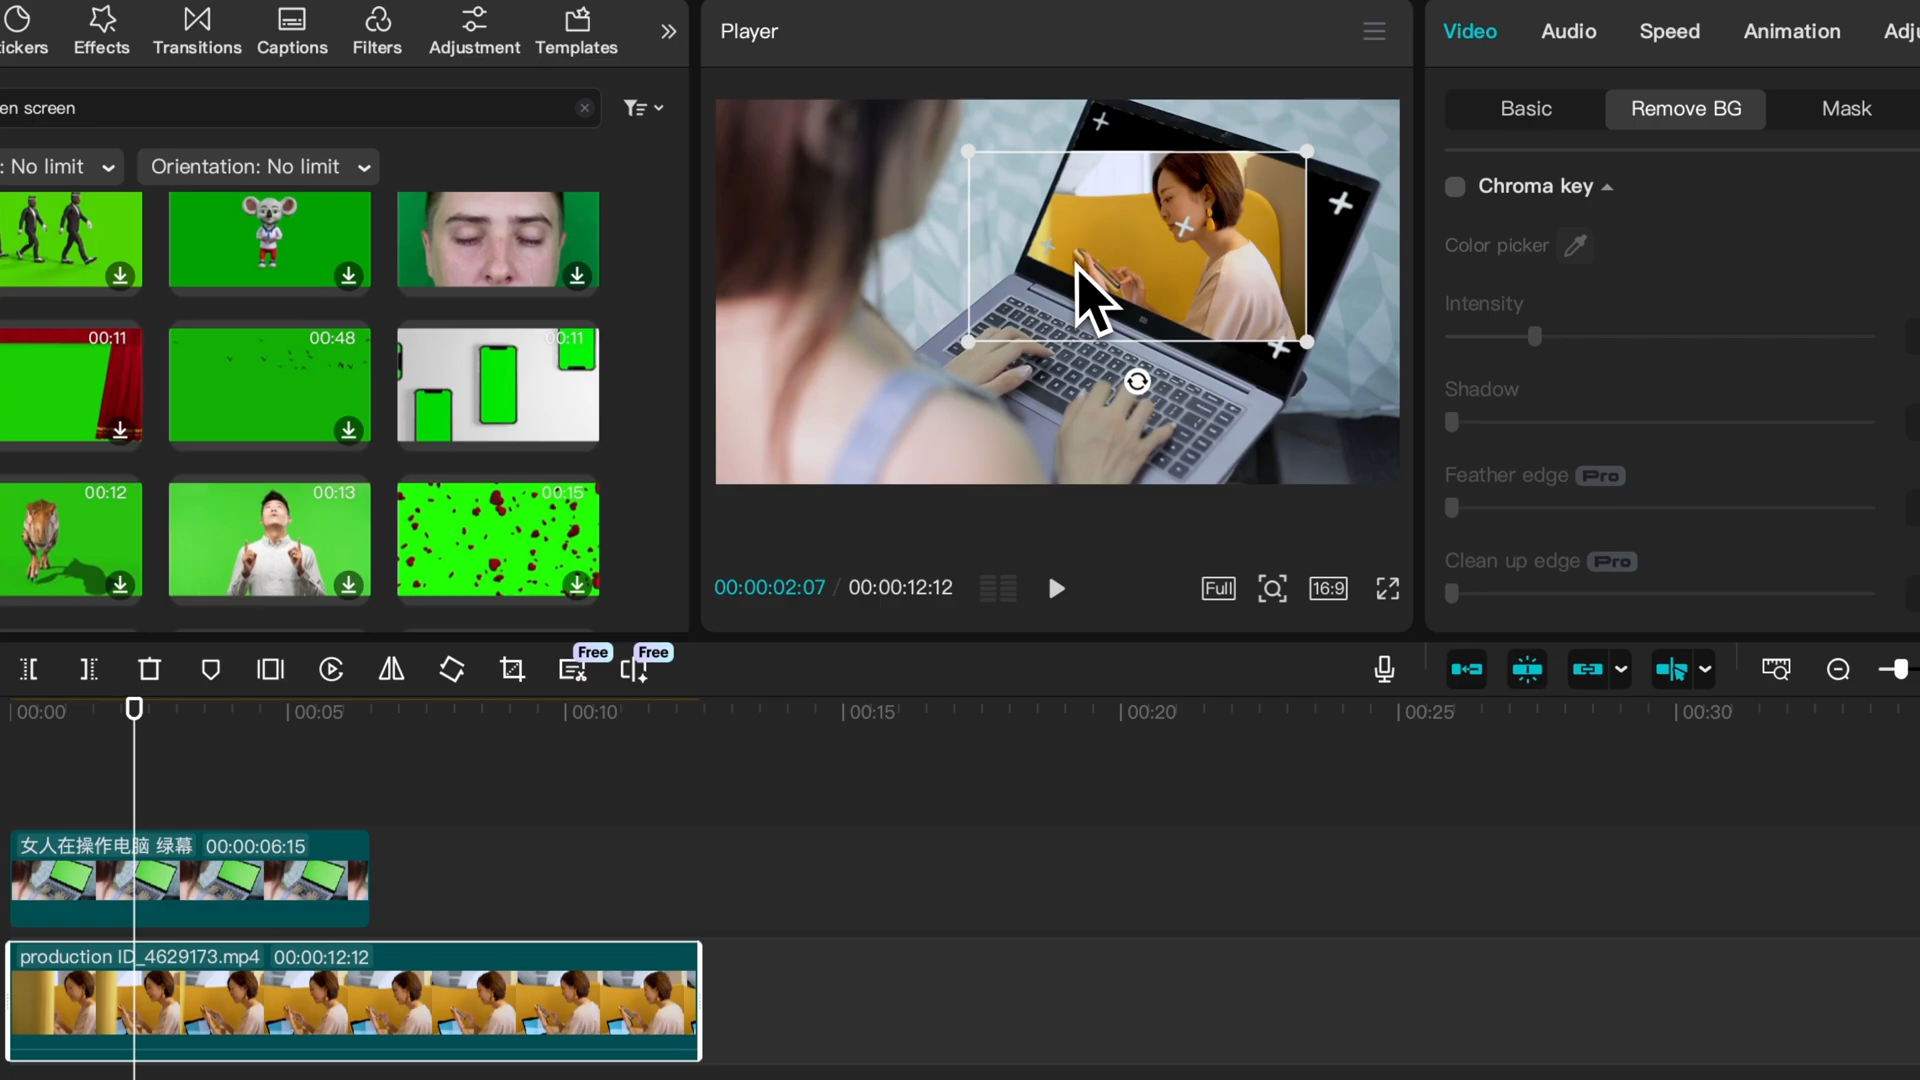 ickers Effects Transitions Captions Filters Adjustment Templates
en screen
: No limit Orientation: No limit
00:11 00:48 00:11
00:12 00:13 00:15
Player
00:00:02:07 / 00:00:12:12 Full 16:9
Video Audio Speed Animation Adju
Basic Remove BG Mask
Chroma key
Color picker
Intensity
Shadow
Feather edge Pro
Clean up edge Pro
Free Free
00:00 00:05 00:10 00:15 00:20 00:25 00:30
女人在操作电脑 绿幕 00:00:06:15
production ID_4629173.mp4 00:00:12:12